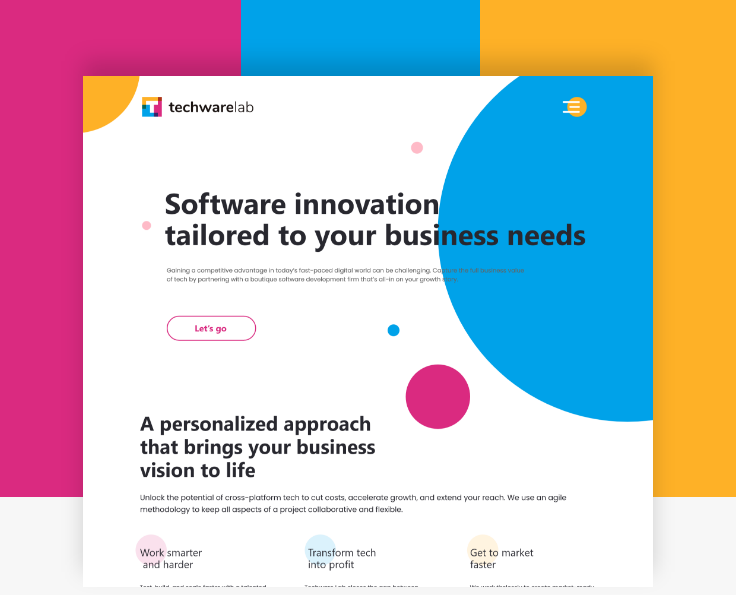 techwarelab
Software innovation
tailored to your business needs
Gaining a competitive advantage in today's fast-paced digital world can be challenging. Capture the full business value
of tech by partnering with a boutique software development firm that's all-in on your growth
Let's go
A personalized approach
that brings your business
vision to life
Unlock the potential of cross-platform tech to cut costs, accelerate growth, and extend your reach. We use an agile
methodology to keep all aspects of a project collaborative and flexible.
Work smarter
and harder
Transform tech
into profit
Get to market
faster